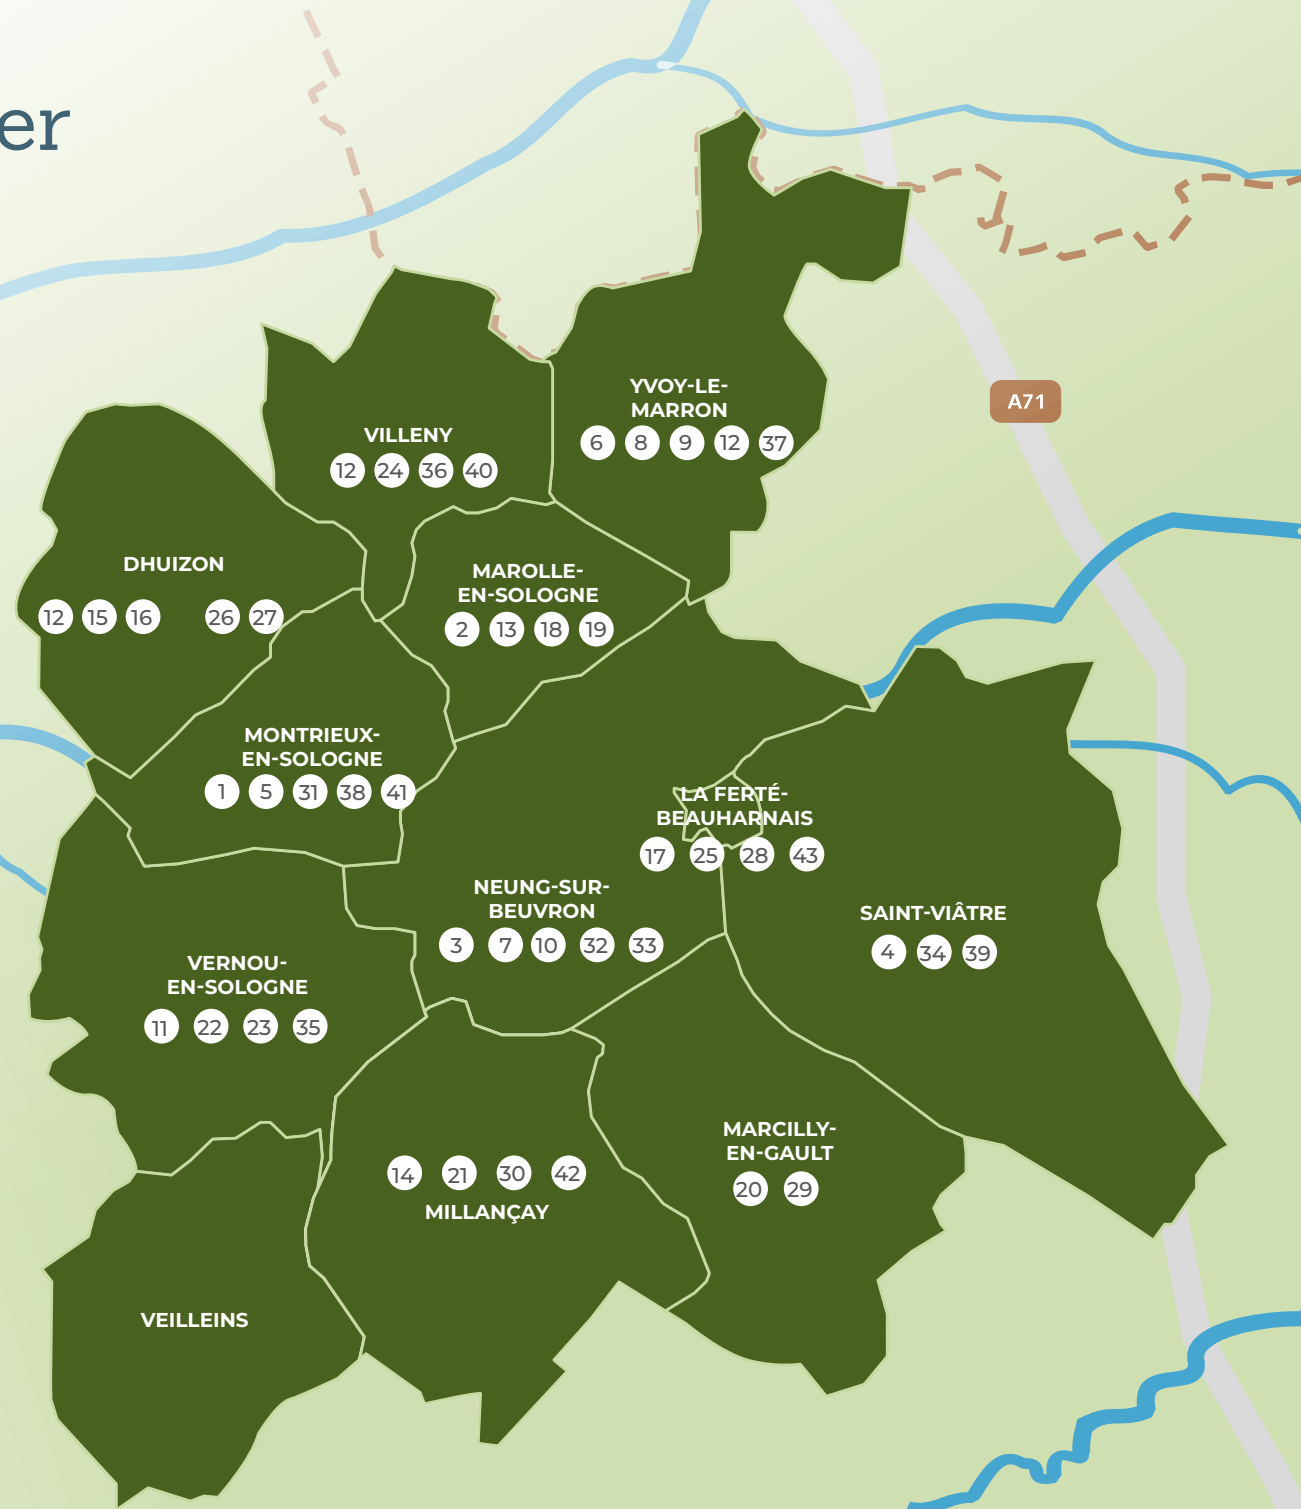 er
YVOY-LE-
MARRON
6 8 9 12 37
A71
VILLENY
12 24 36 40
DHUIZON
12 15 16 26 27
MAROLLE-
EN-SOLOGNE
2 13 18 19
MONTRIEUX-
EN-SOLOGNE
1 5 31 38 41
LA FERTÉ-
BEAUHARNAIS
17 25 28 43
NEUNG-SUR-
BEUVRON
3 7 10 32 33
SAINT-VIÂTRE
4 34 39
VERNOU-
EN-SOLOGNE
11 22 23 35
MARCILLY-
EN-GAULT
20 29
14 21 30 42
MILLANÇAY
VEILLEINS